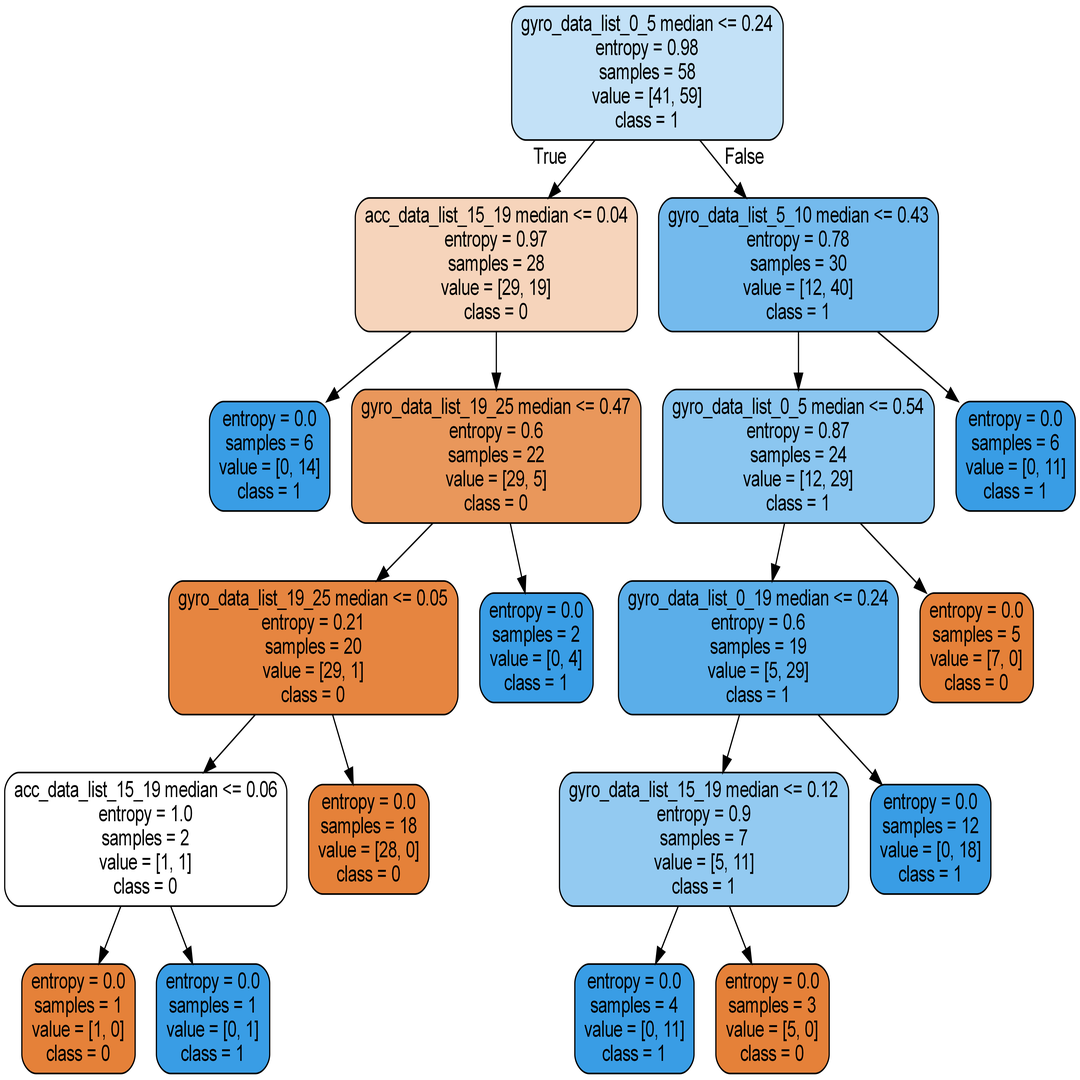 gyro_data_list_0_5 median <= 0.24
entropy = 0.98
samples = 58
value = [41, 59]
class = 1
True
False
acc_data_list_15_19 median <= 0.04
entropy = 0.97
samples = 28
value = [29, 19]
class = 0
gyro_data_list_5_10 median <= 0.43
entropy = 0.78
samples = 30
value = [12, 40]
class = 1
entropy = 0.0
samples = 6
value = [0, 14]
class = 1
gyro_data_list_19_25 median <= 0.47
entropy = 0.6
samples = 22
value = [29, 5]
class = 0
gyro_data_list_0_5 median <= 0.54
entropy = 0.87
samples = 24
value = [12, 29]
class = 1
entropy = 0.0
samples = 6
value = [0, 11]
class = 1
gyro_data_list_19_25 median <= 0.05
entropy = 0.21
samples = 20
value = [29, 1]
class = 0
entropy = 0.0
samples = 2
value = [0, 4]
class = 1
gyro_data_list_0_19 median <= 0.24
entropy = 0.6
samples = 19
value = [5, 29]
class = 1
entropy = 0.0
samples = 5
value = [7, 0]
class = 0
acc_data_list_15_19 median <= 0.06
entropy = 1.0
samples = 2
value = [1, 1]
class = 0
entropy = 0.0
samples = 18
value = [28, 0]
class = 0
gyro_data_list_15_19 median <= 0.12
entropy = 0.9
samples = 7
value = [5, 11]
class = 1
entropy = 0.0
samples = 12
value = [0, 18]
class = 1
entropy = 0.0
samples = 1
value = [1, 0]
class = 0
entropy = 0.0
samples = 1
value = [0, 1]
class = 1
entropy = 0.0
samples = 4
value = [0, 11]
class = 1
entropy = 0.0
samples = 3
value = [5, 0]
class = 0